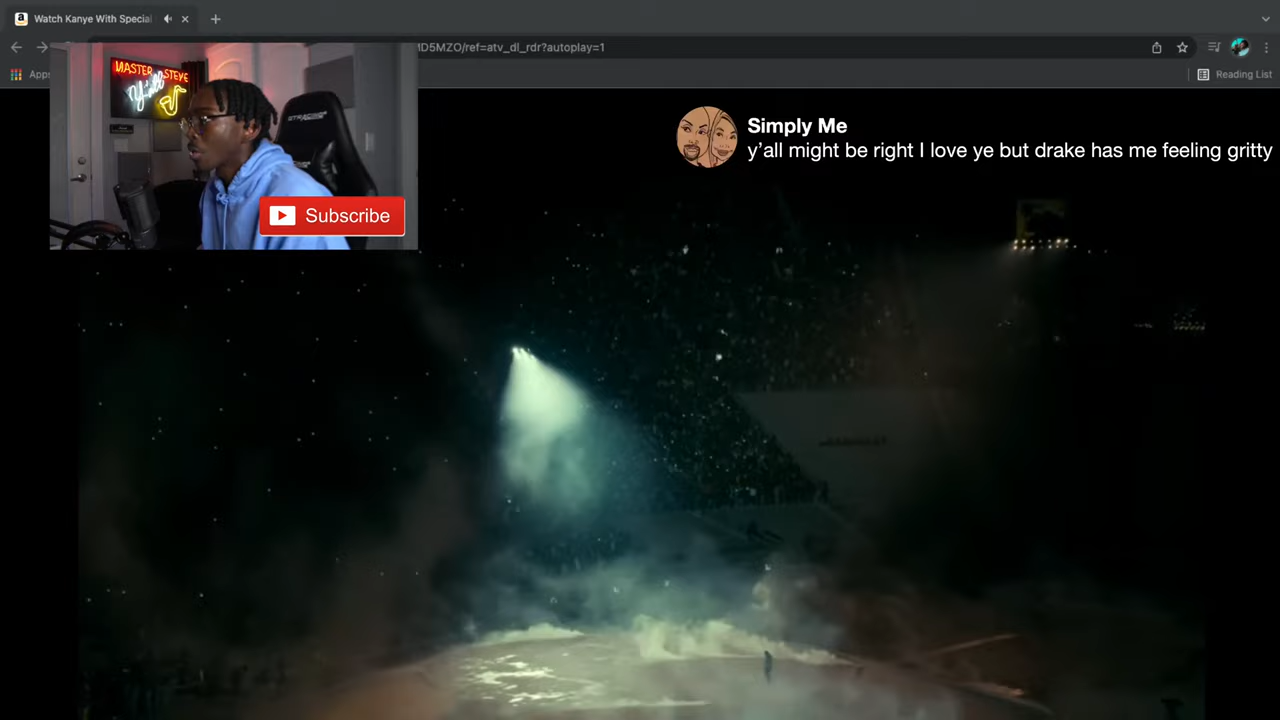 Watch Kanye With Special
MD5MZO/ref=atv_dl_rdr?autoplay=1
Apps
Reading List
MASTER STEVE
Y'all
Subscribe
Simply Me
y'all might be right I love ye but drake has me feeling gritty